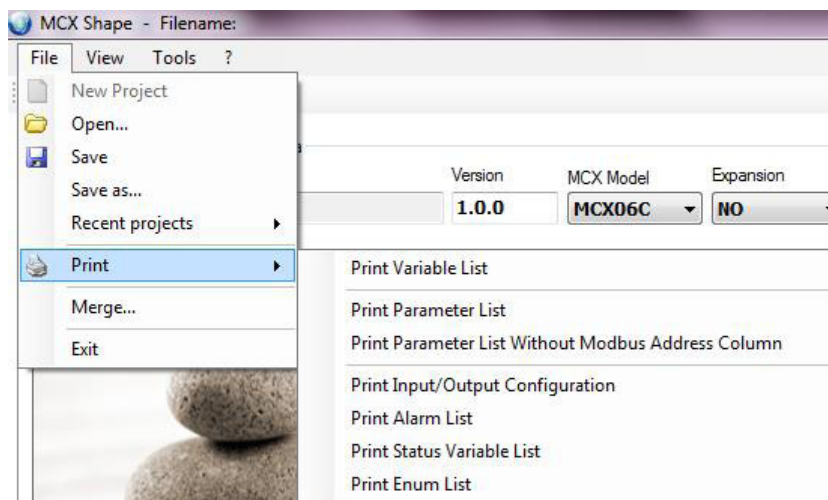 MCX Shape - Filename:
File View Tools ?
New Project
Open...
Save
Save as...
Recent projects
Print
Merge...
Exit
Version MCX Model Expansion
1.0.0 MCX06C NO
Print Variable List
Print Parameter List
Print Parameter List Without Modbus Address Column
Print Input/Output Configuration
Print Alarm List
Print Status Variable List
Print Enum List